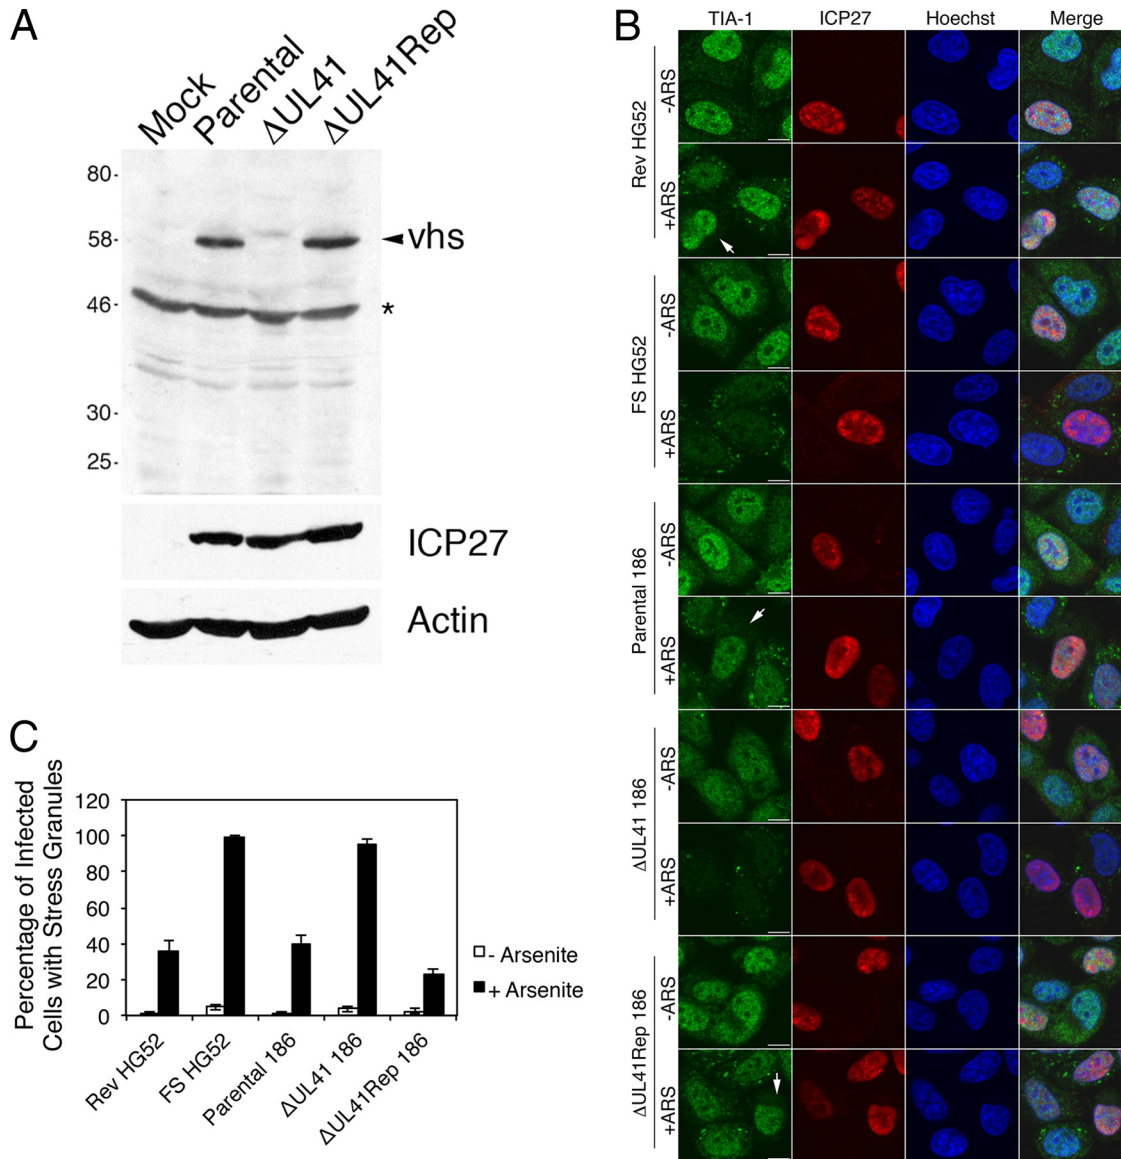 A
Mock
Parental
ΔUL41
ΔUL41Rep
80-
58-
vhs
46-
*
30-
25-
ICP27
Actin
B
TIA-1
ICP27
Hoechst
Merge
Rev HG52
-ARS
+ARS
FS HG52
-ARS
+ARS
Parental 186
-ARS
+ARS
ΔUL41 186
-ARS
+ARS
ΔUL41Rep 186
-ARS
+ARS
C
Percentage of Infected
Cells with Stress Granules
120
100
80
60
40
20
0
- Arsenite
+ Arsenite
Rev HG52
FS HG52
Parental 186
ΔUL41 186
ΔUL41Rep 186